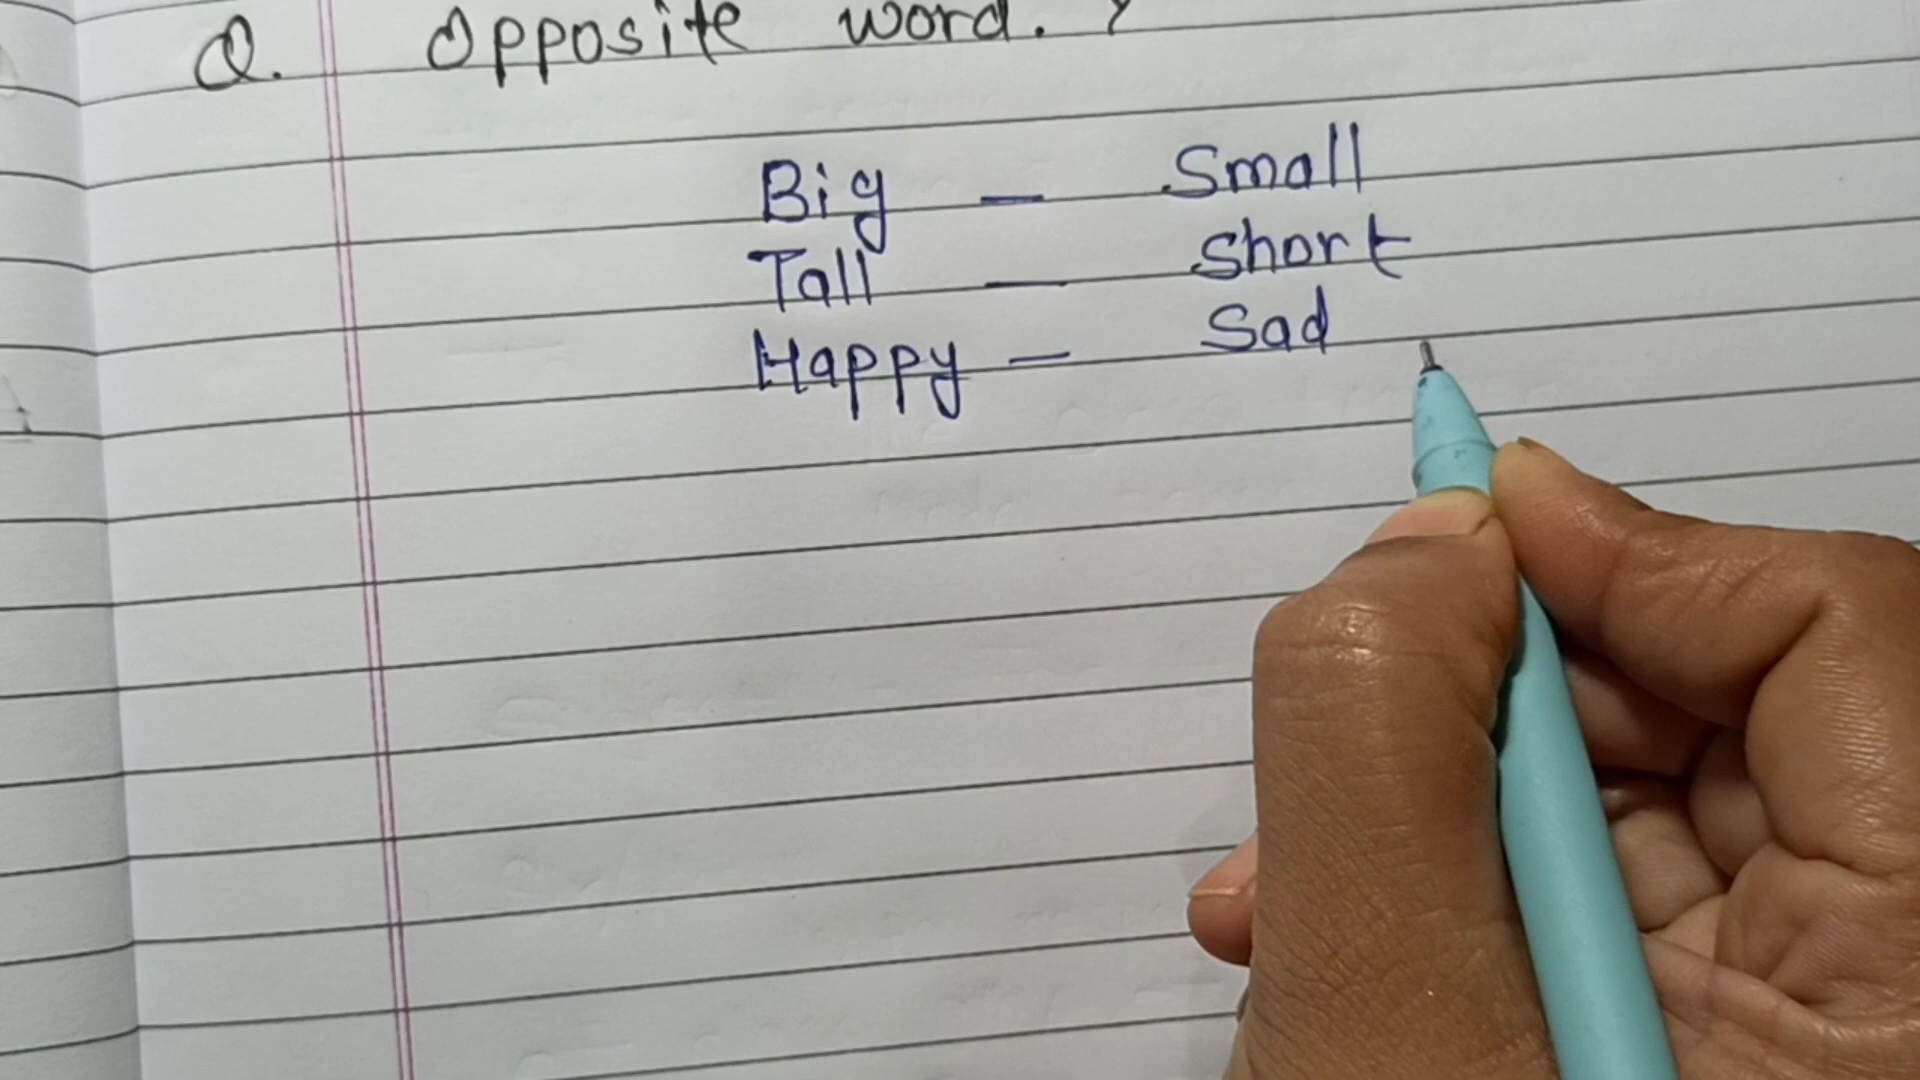 Q. Opposite word. ?
Big — Small
Tall — Short
Happy — Sad